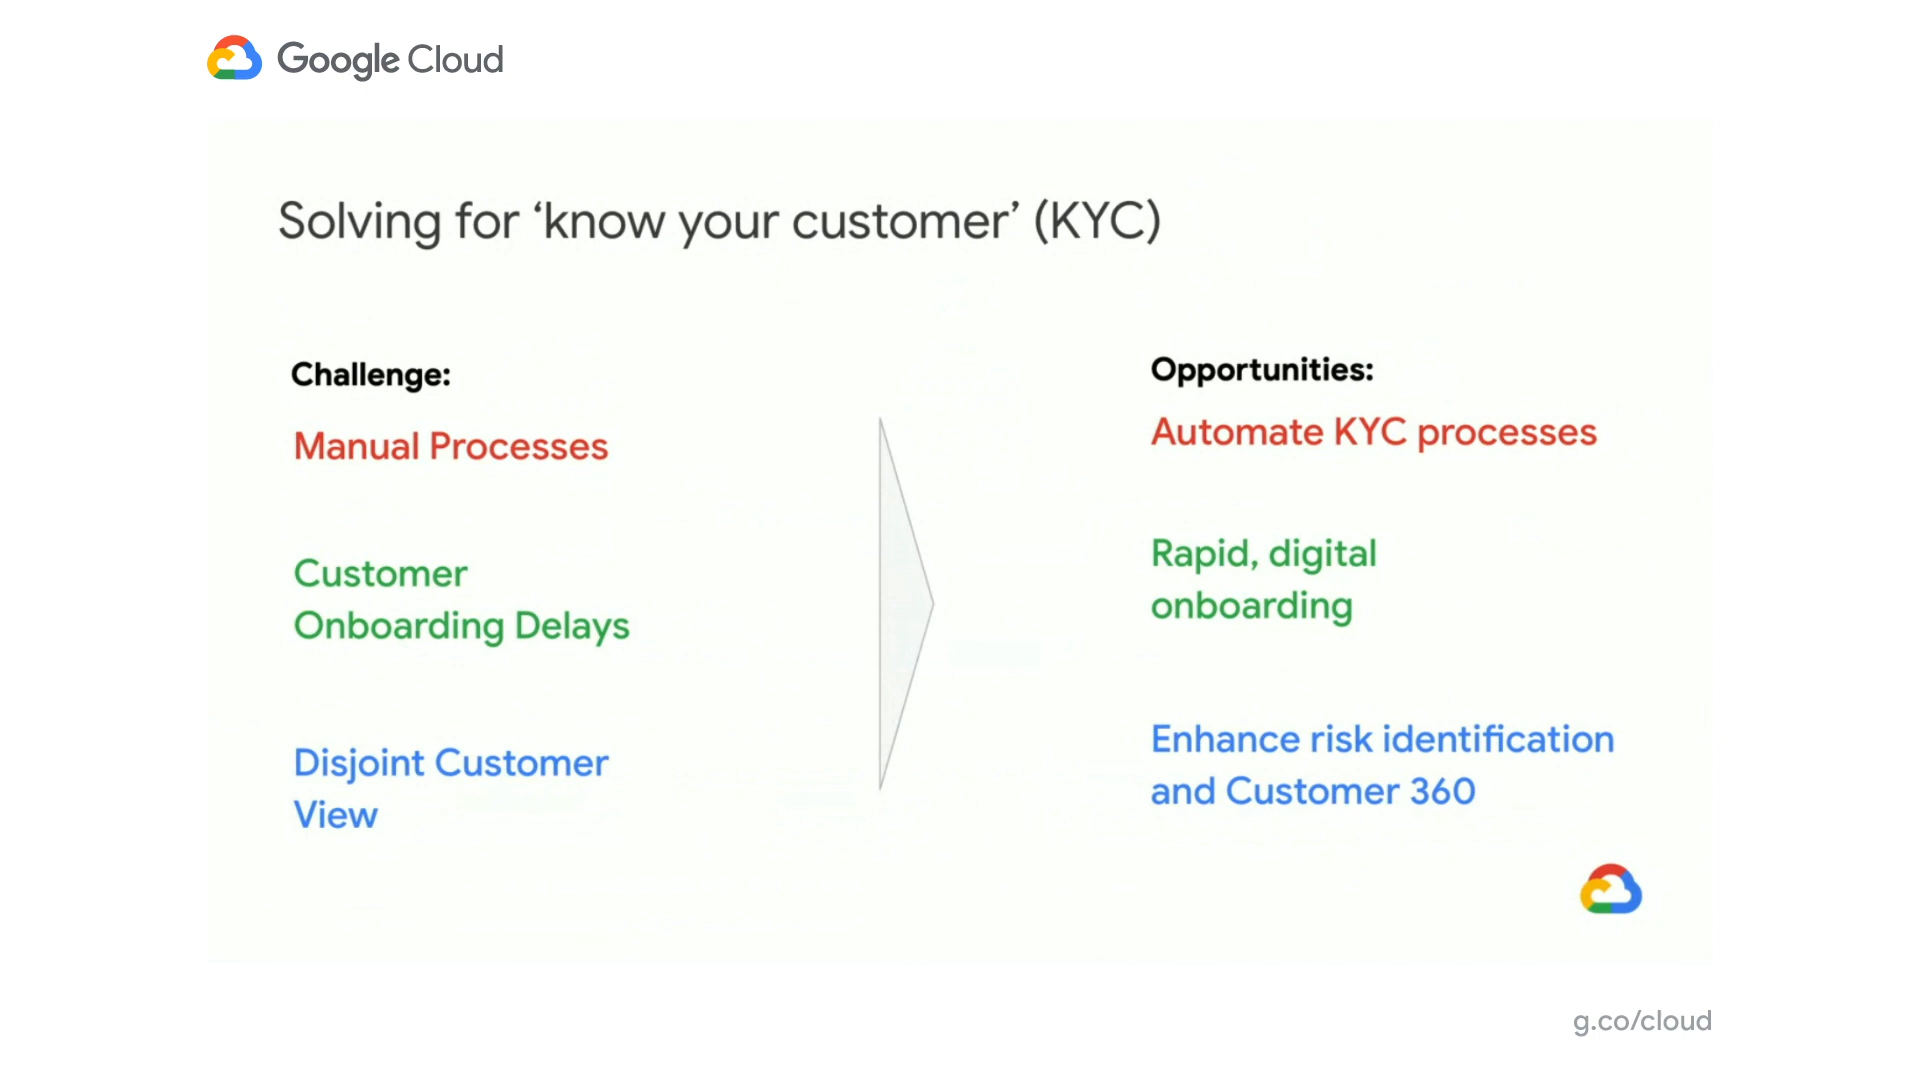 Google Cloud
Solving for ‘know your customer’ (KYC)
Challenge:
Manual Processes
Customer
Onboarding Delays
Disjoint Customer
View
Opportunities:
Automate KYC processes
Rapid, digital
onboarding
Enhance risk identification
and Customer 360
g.co/cloud